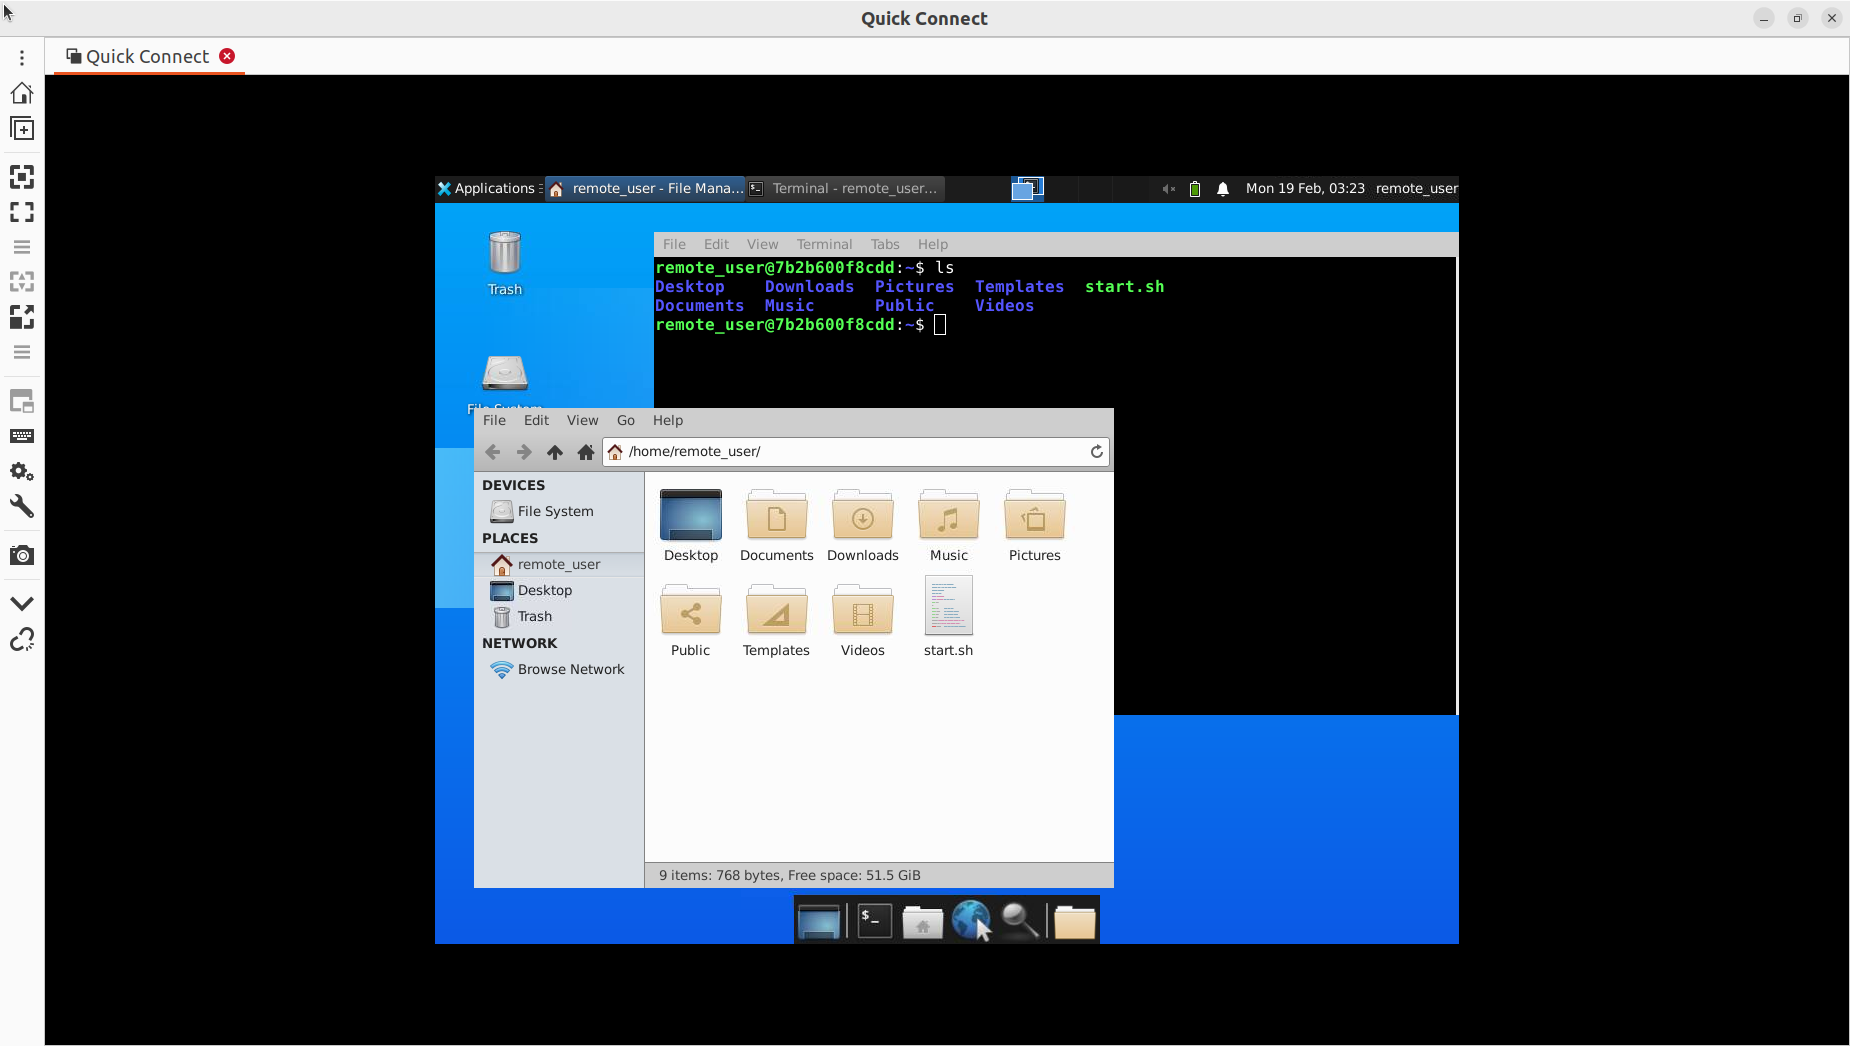 Quick Connect
Quick Connect
Applications
remote_user - File Mana...
Terminal - remote_user...
Mon 19 Feb, 03:23
remote_user
Trash
File System
File Edit View Terminal Tabs Help
remote_user@7b2b600f8cdd:~$ ls
Desktop Downloads Pictures Templates start.sh
Documents Music Public Videos
remote_user@7b2b600f8cdd:~$
File Edit View Go Help
/home/remote_user/
DEVICES
File System
PLACES
remote_user
Desktop
Trash
NETWORK
Browse Network
Desktop Documents Downloads Music Pictures
Public Templates Videos start.sh
9 items: 768 bytes, Free space: 51.5 GiB
$_